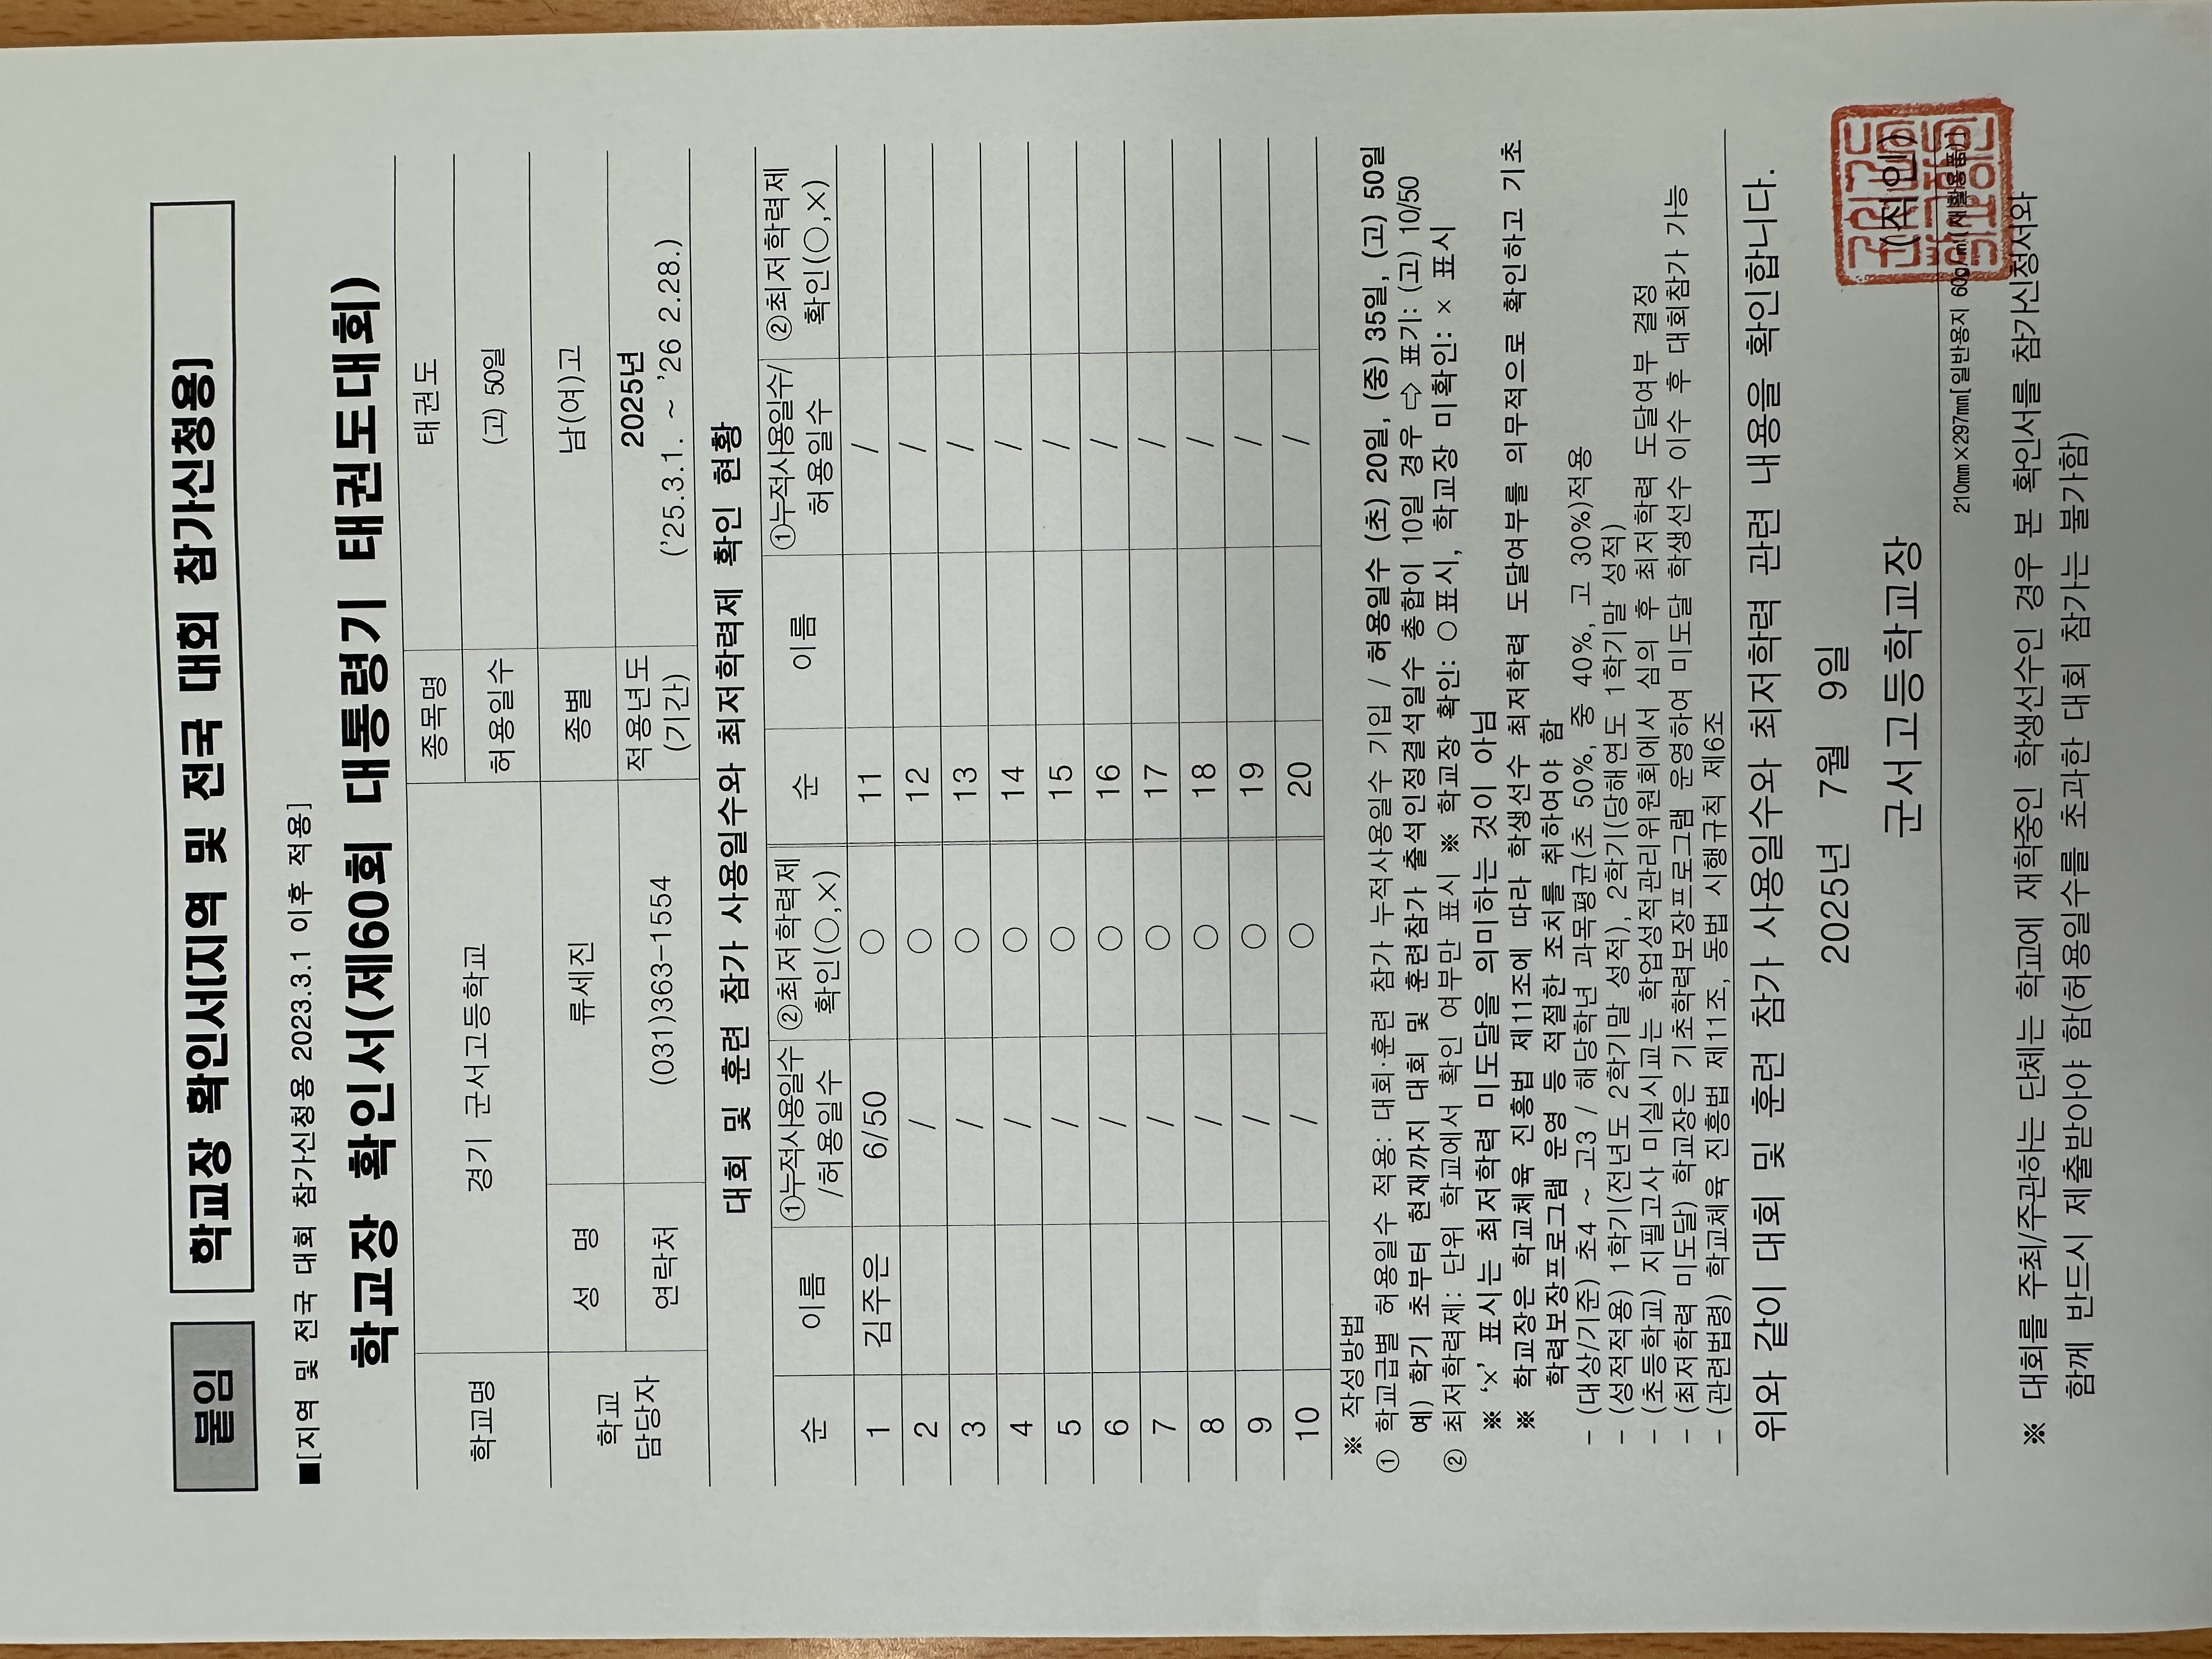 붙임
학교장 확인서(지역 및 전국 대회 참가신청용)
■[지역 및 전국 대회 참가신청용 2023.3.1 이후 적용]
학교장 확인서(제60회 대통령기 태권도대회)
학교명 경기 군서고등학교 종목명 태권도
허용일수 (고) 50일
학교 담당자 성 명 류세진 종별 남(여)고
연락처 (031)363-1554 적용년도 (기간) 2025년 ('25.3.1. ~ '26 2.28.)
대회 및 훈련 참가 사용일수와 최저학력제 확인 현황
순 이름 ①누적사용일수 /허용일수 ②최저학력제 확인(○,×) 순 이름 ①누적사용일수/ 허용일수 ②최저학력제 확인(○,×)
1 김주은 6/50 ○ 11 /
2 / ○ 12 /
3 / ○ 13 /
4 / ○ 14 /
5 / ○ 15 /
6 / ○ 16 /
7 / ○ 17 /
8 / ○ 18 /
9 / ○ 19 /
10 / ○ 20 /
※ 작성방법
① 학교급별 허용일수 적용: 대회·훈련 참가 누적사용일수 기입 / 허용일수 (초) 20일, (중) 35일, (고) 50일
예) 학기 초부터 현재까지 대회 및 훈련참가 출석인정결석일수 총합이 10일 경우 ⇨ 표기: (고) 10/50
② 최저학력제: 단위 학교에서 확인 여부만 표시 ※ 학교장 확인: ○표시, 학교장 미확인: × 표시
※ '×' 표시는 최저학력 미도달을 의미하는 것이 아님
※ 학교장은 학교체육 진흥법 제11조에 따라 학생선수 최저학력 도달여부를 의무적으로 확인하고 기초
학력보장프로그램 운영 등 적절한 조치를 취하여야 함
- (대상/기준) 초4 ~ 고3 / 해당학년 과목평균(초 50%, 중 40%, 고 30%)적용
- (성적적용) 1학기(전년도 2학기말 성적), 2학기(당해연도 1학기말 성적)
- (초등학교) 지필고사 미실시교는 학업성적관리위원회에서 심의 후 최저학력 도달여부 결정
- (최저학력 미도달) 학교장은 기초학력보장프로그램 운영하여 미도달 학생선수 이수 후 대회참가 가능
- (관련법령) 학교체육 진흥법 제11조, 동법 시행규칙 제6조
위와 같이 대회 및 훈련 참가 사용일수와 최저학력 관련 내용을 확인합니다.
2025년 7월 9일
군서고등학교장 (직인)
210㎜×297㎜[일반용지 60g/㎡(재활용품)]
※ 대회를 주최/주관하는 단체는 학교에 재학중인 학생선수인 경우 본 확인서를 참가신청서와
함께 반드시 제출받아야 함(허용일수를 초과한 대회 참가는 불가함)